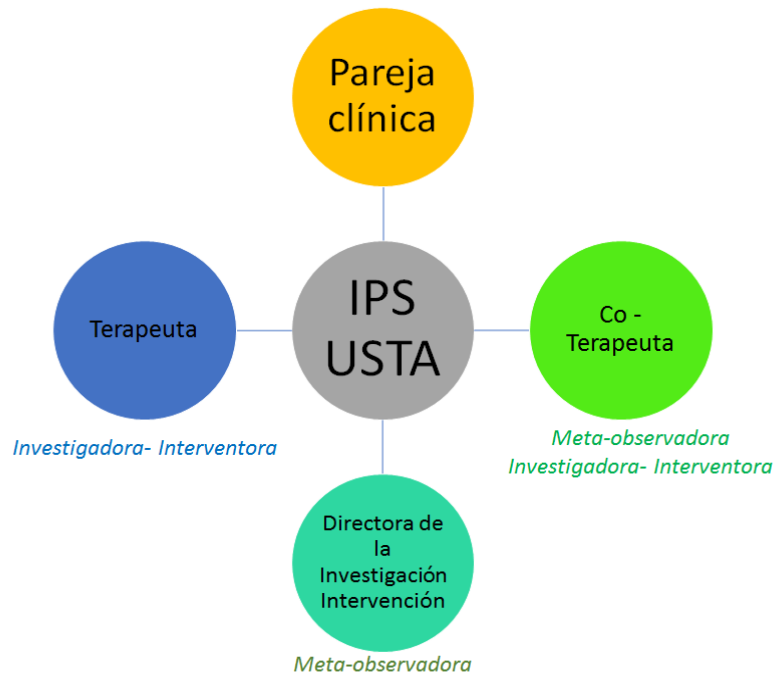 Pareja
clínica
IPS
USTA
Terapeuta
Investigadora- Interventora
Co -
Terapeuta
Meta-observadora
Investigadora- Interventora
Directora de
la
Investigación
Intervención
Meta-observadora